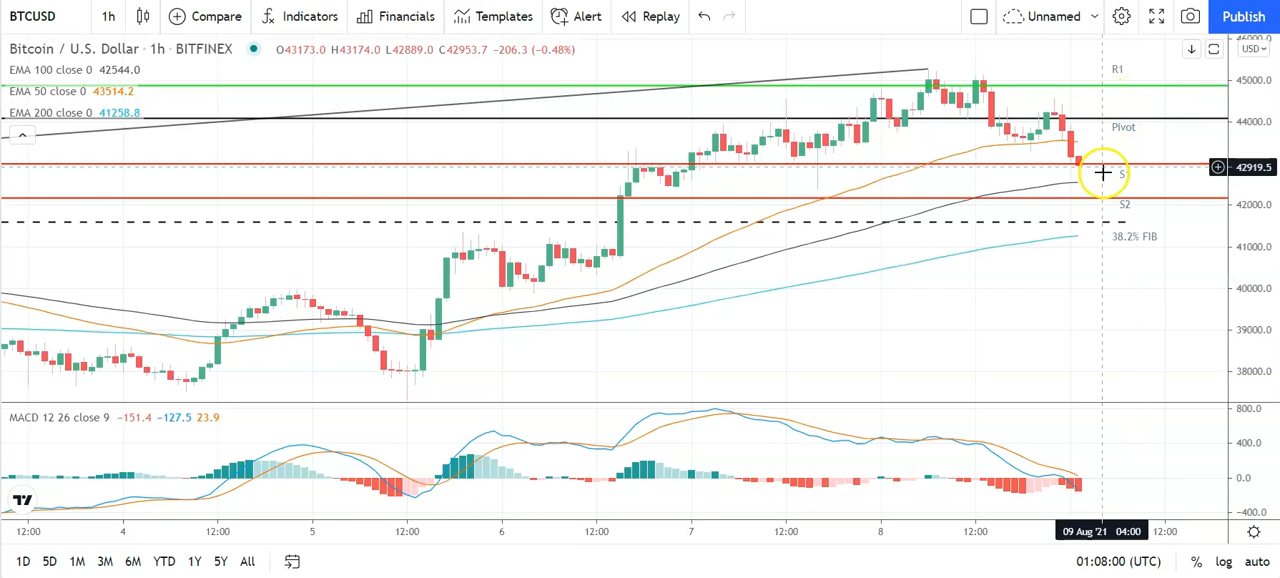 BTCUSD 1h Compare Indicators Financials Templates Alert Replay Unnamed Publish
Bitcoin / U.S. Dollar · 1h · BITFINEX O43173.0 H43174.0 L42889.0 C42953.7 −206.3 (−0.48%)
EMA 100 close 0 42544.0
EMA 50 close 0 43514.2
EMA 200 close 0 41258.8
USD
46000.0
R1
45000.0
44000.0
Pivot
42919.5
S
S2
42000.0
38.2% FIB
41000.0
40000.0
39000.0
38000.0
MACD 12 26 close 9 −151.4 −127.5 23.9
800.0
400.0
0.0
−400.0
12:00 4 12:00 5 12:00 6 12:00 7 12:00 8 12:00 09 Aug '21 04:00 12:00
1D 5D 1M 3M 6M YTD 1Y 5Y All 01:08:00 (UTC) % log auto